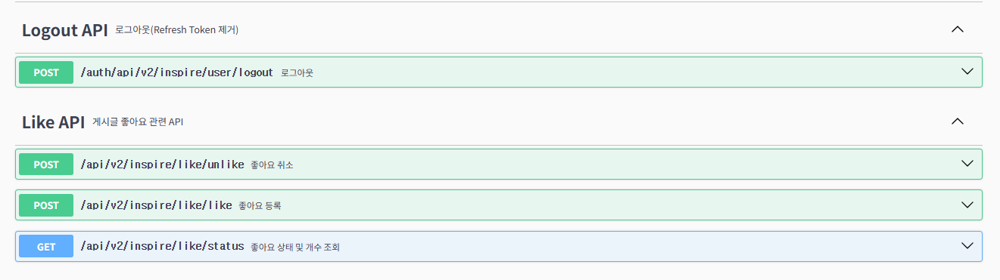 Logout API 로그아웃(Refresh Token 제거)
POST /auth/api/v2/inspire/user/logout 로그아웃
Like API 게시글 좋아요 관련 API
POST /api/v2/inspire/like/unlike 좋아요 취소
POST /api/v2/inspire/like/like 좋아요 등록
GET /api/v2/inspire/like/status 좋아요 상태 및 개수 조회